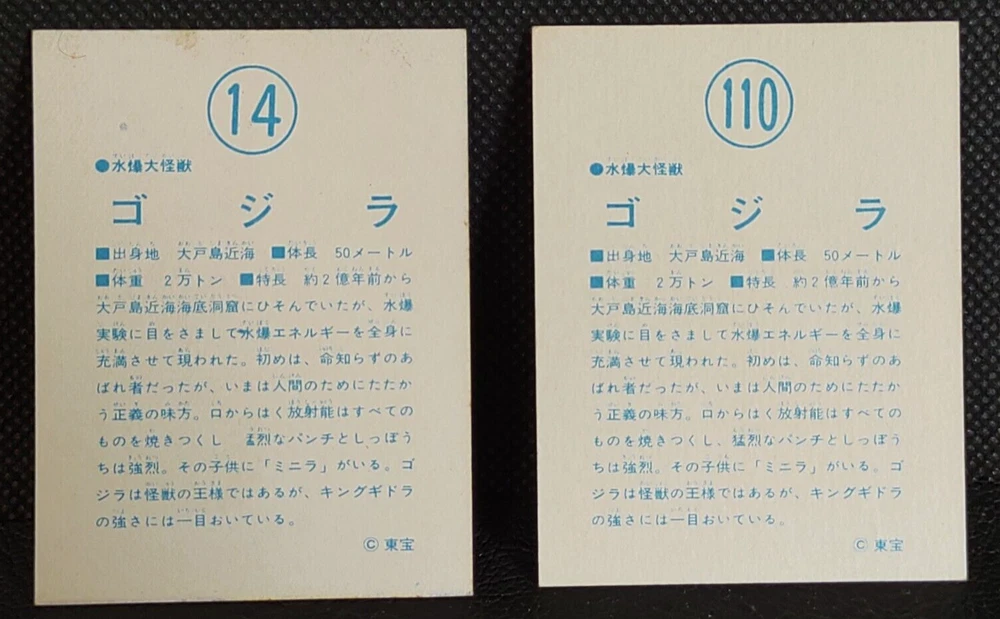 14
●水爆大怪獣
ゴジラ
■出身地　大戸島近海　■体長　50メートル
■体重　2万トン　■特長　約2億年前から
大戸島近海海底洞窟にひそんでいたが、水爆
実験に目をさまして水爆エネルギーを全身に
充満させて現われた。初めは、命知らずのあ
ばれ者だったが、いまは人間のためにたたか
う正義の味方。口からはく放射能はすべての
ものを焼きつくし　猛烈なパンチとしっぽう
ちは強烈。その子供に「ミニラ」がいる。ゴ
ジラは怪獣の王様ではあるが、キングギドラ
の強さには一目おいている。
©東宝
110
●水爆大怪獣
ゴジラ
■出身地　大戸島近海　■体長　50メートル
■体重　2万トン　■特長　約2億年前から
大戸島近海海底洞窟にひそんでいたが、水爆
実験に目をさまして水爆エネルギーを全身に
充満させて現われた。初めは、命知らずのあ
ばれ者だったが、いまは人間のためにたたか
う正義の味方。口からはく放射能はすべての
ものを焼きつくし、猛烈なパンチとしっぽう
ちは強烈。その子供に「ミニラ」がいる。ゴ
ジラは怪獣の王様ではあるが、キングギドラ
の強さには一目おいている。
©東宝